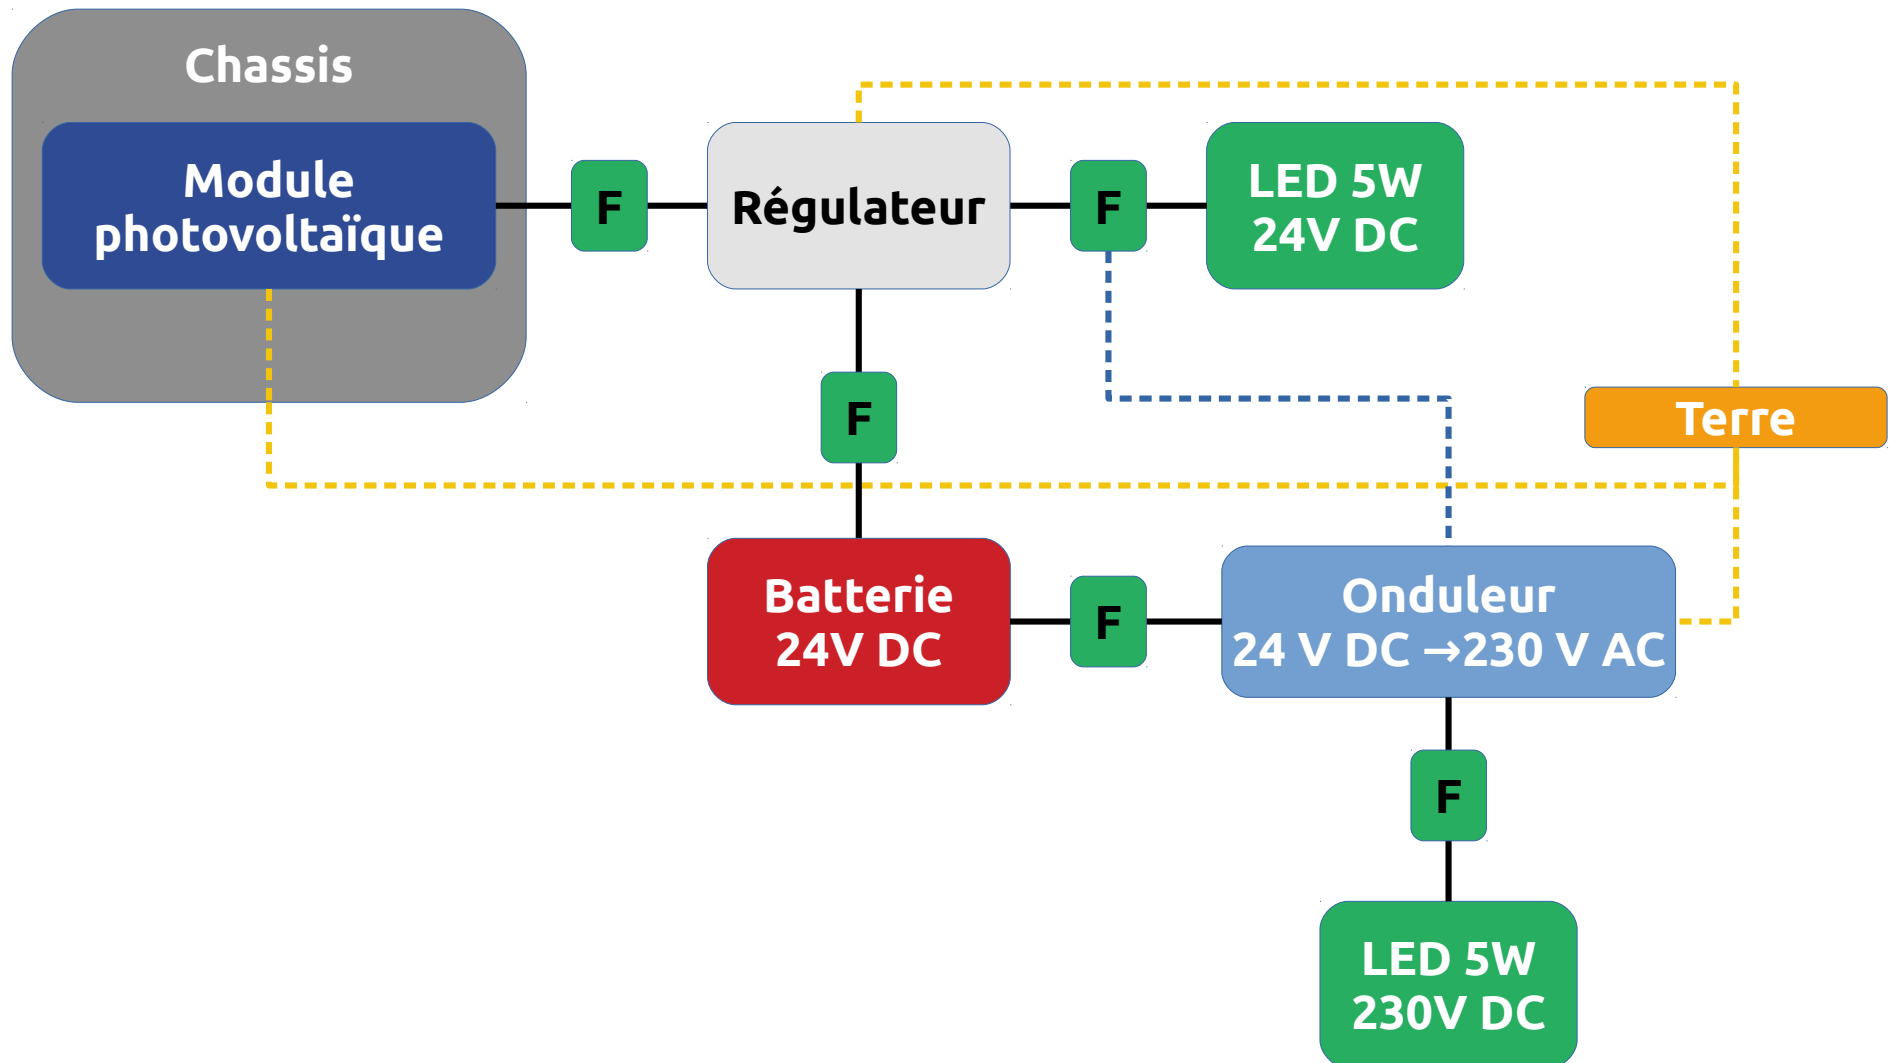 Chassis
Module
photovoltaïque
F
Régulateur
F
LED 5W
24V DC
F
Terre
Batterie
24V DC
F
Onduleur
24 V DC →230 V AC
F
LED 5W
230V DC